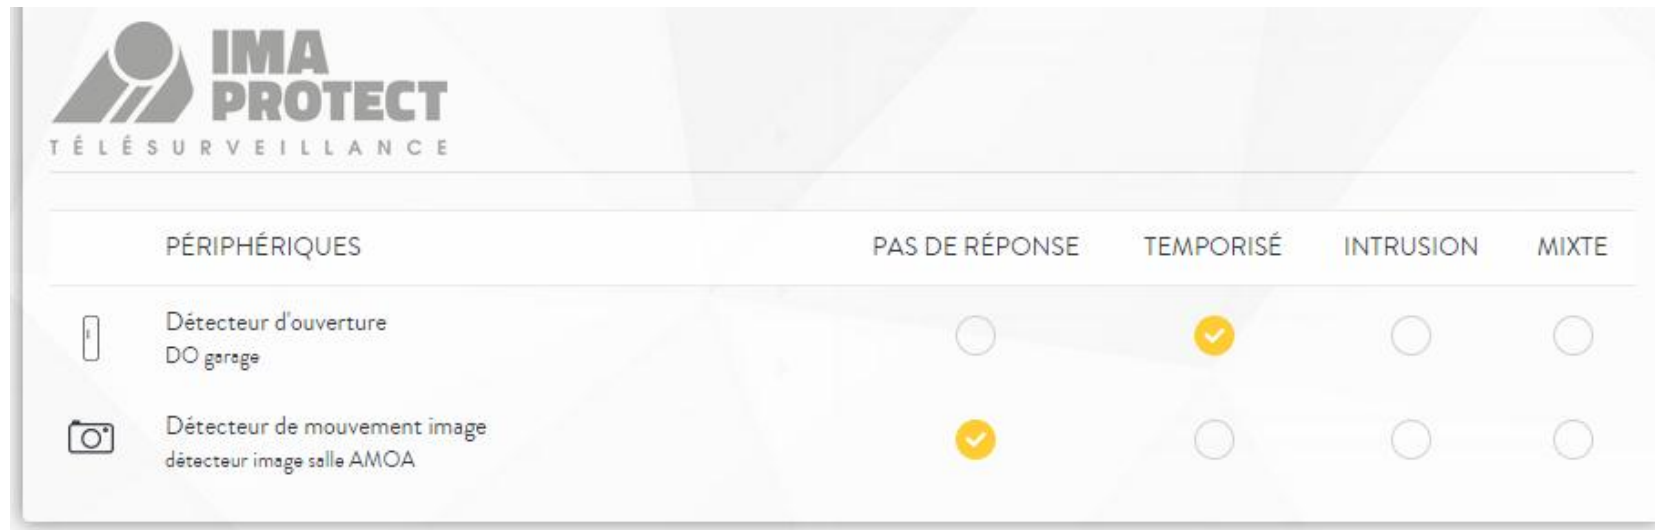 IMA
PROTECT
TÉLÉSURVEILLANCE
PÉRIPHÉRIQUES PAS DE RÉPONSE TEMPORISÉ INTRUSION MIXTE
Détecteur d'ouverture
DO garage
Détecteur de mouvement image
détecteur image salle AMOA